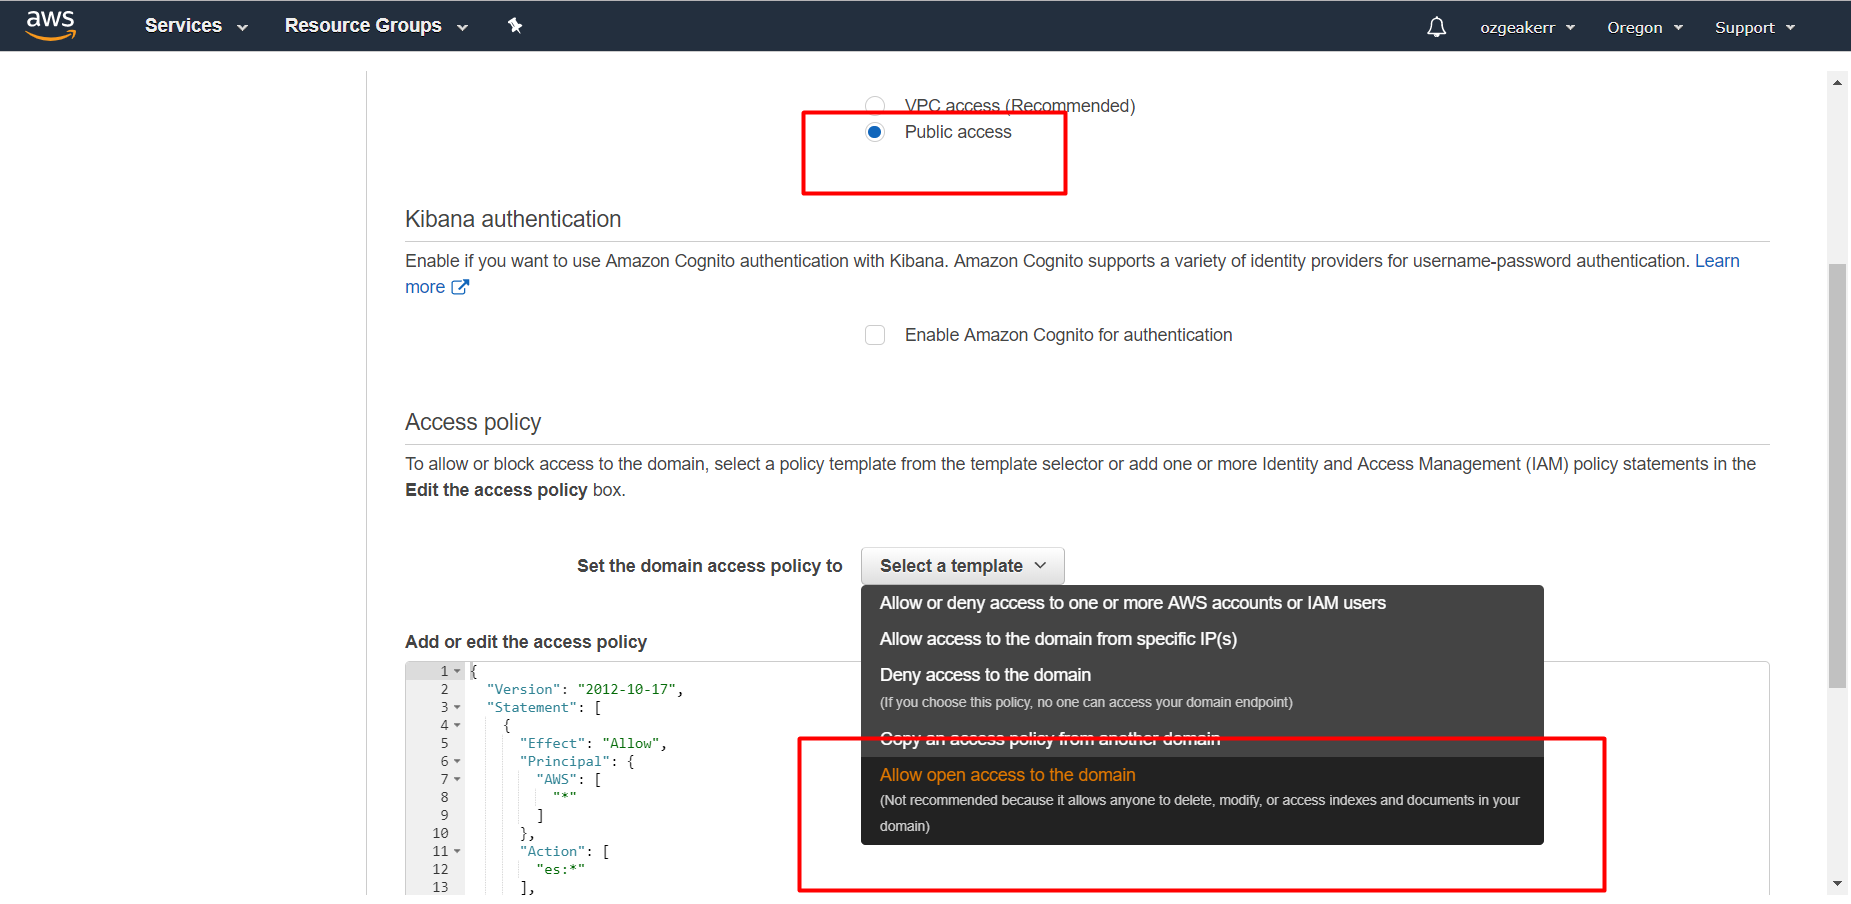 aws Services Resource Groups ozgeakerr Oregon Support
VPC access (Recommended)
Public access
Kibana authentication
Enable if you want to use Amazon Cognito authentication with Kibana. Amazon Cognito supports a variety of identity providers for username-password authentication. Learn
more
Enable Amazon Cognito for authentication
Access policy
To allow or block access to the domain, select a policy template from the template selector or add one or more Identity and Access Management (IAM) policy statements in the
Edit the access policy box.
Set the domain access policy to Select a template
Allow or deny access to one or more AWS accounts or IAM users
Allow access to the domain from specific IP(s)
Deny access to the domain
(If you choose this policy, no one can access your domain endpoint)
Copy an access policy from another domain
Allow open access to the domain
(Not recommended because it allows anyone to delete, modify, or access indexes and documents in your
domain)
Add or edit the access policy
1 {
2 "Version": "2012-10-17",
3 "Statement": [
4 {
5 "Effect": "Allow",
6 "Principal": {
7 "AWS": [
8 "*"
9 ]
10 },
11 "Action": [
12 "es:*"
13 ],